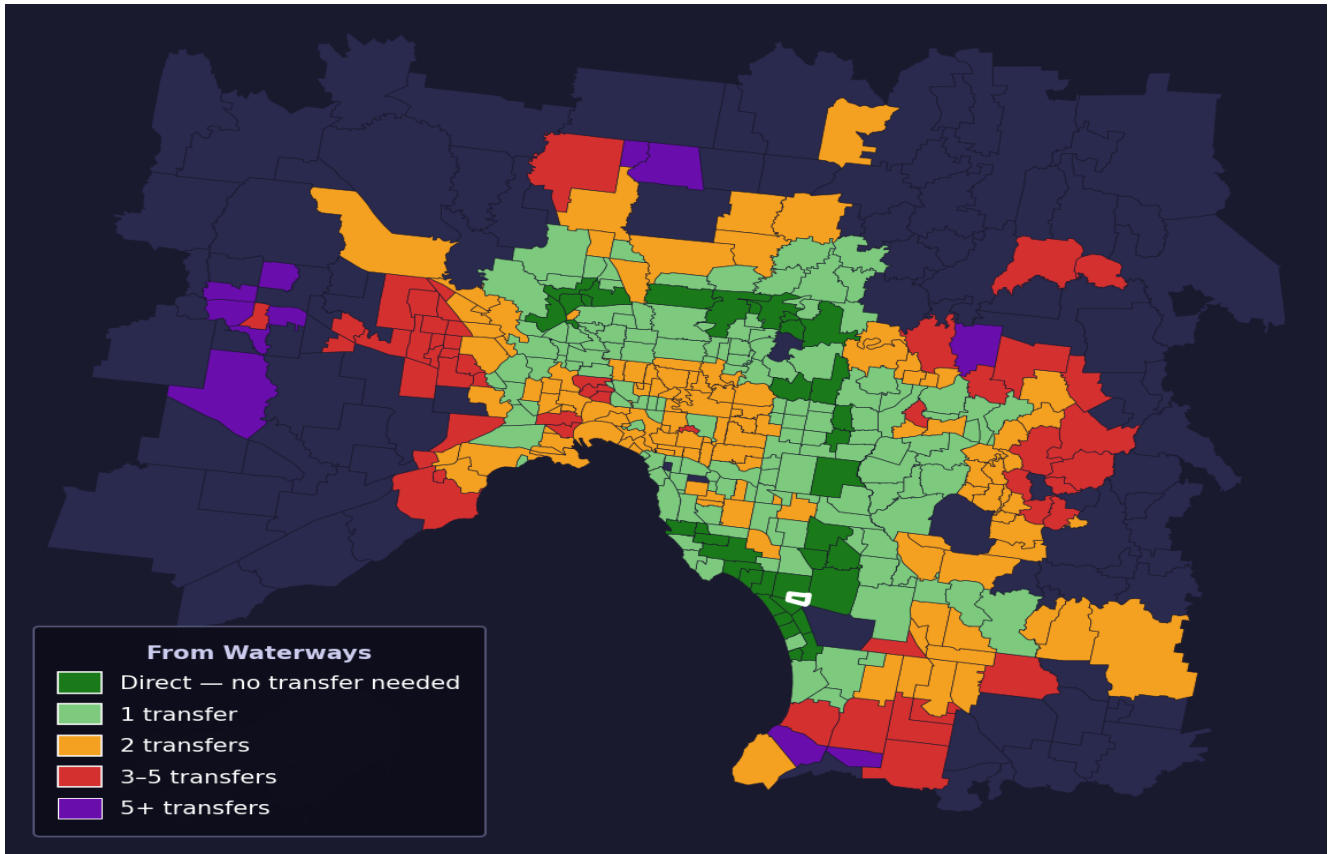 From Waterways
Direct — no transfer needed
1 transfer
2 transfers
3–5 transfers
5+ transfers